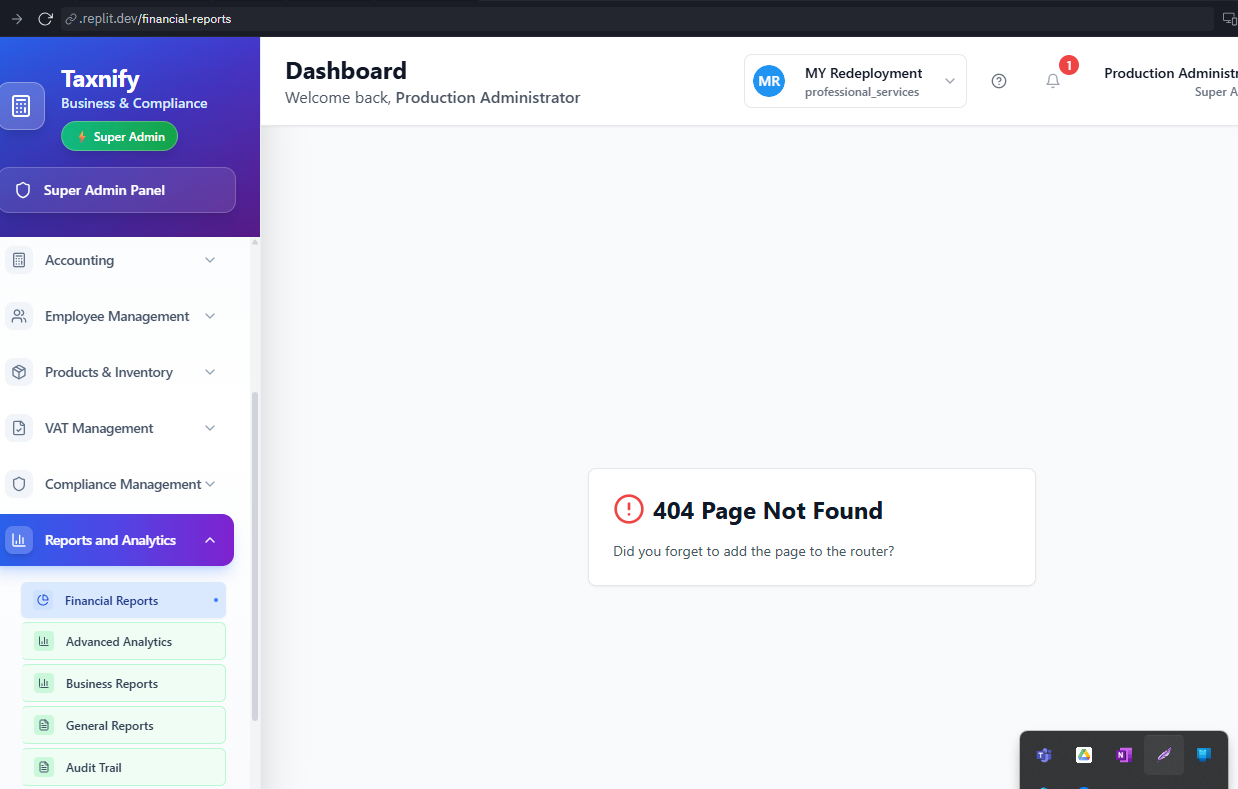 .replit.dev/financial-reports
Taxnify
Business & Compliance
Super Admin
Super Admin Panel
Accounting
Employee Management
Products & Inventory
VAT Management
Compliance Management
Reports and Analytics
Financial Reports
Advanced Analytics
Business Reports
General Reports
Audit Trail
Dashboard
Welcome back, Production Administrator
MR
MY Redeployment
professional_services
1
Production Administr
Super A
404 Page Not Found
Did you forget to add the page to the router?